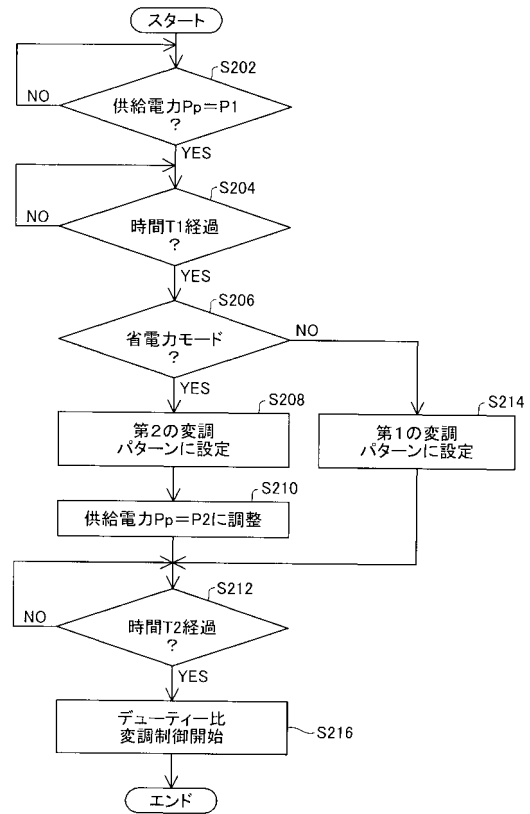 スタート
S202
供給電力Pp＝P1
？
NO
YES
S204
時間T1経過
？
NO
YES
S206
省電力モード
？
NO
YES
S208
第2の変調
パターンに設定
S214
第1の変調
パターンに設定
S210
供給電力Pp＝P2に調整
S212
時間T2経過
？
NO
YES
デューティー比
変調制御開始
S216
エンド